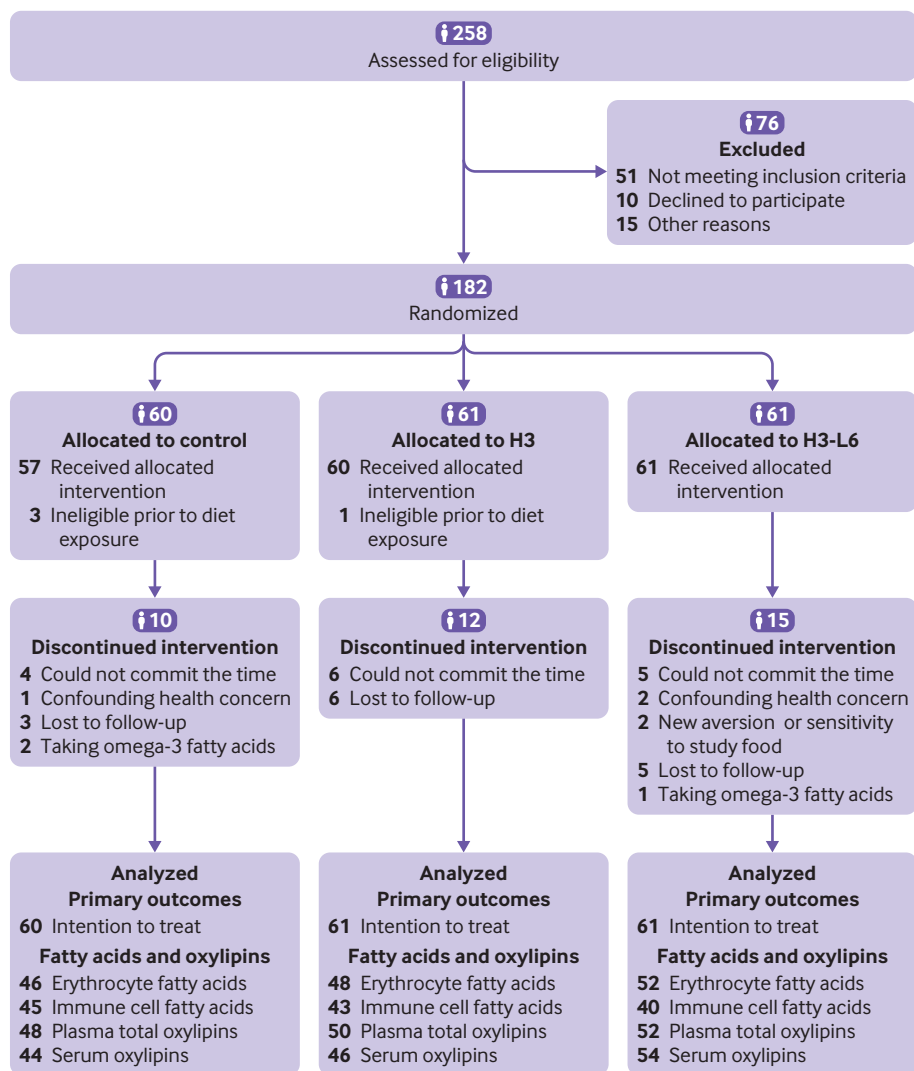 258
Assessed for eligibility
76
Excluded
51 Not meeting inclusion criteria
10 Declined to participate
15 Other reasons
182
Randomized
60
Allocated to control
57 Received allocated
intervention
3 Ineligible prior to diet
exposure
61
Allocated to H3
60 Received allocated
intervention
1 Ineligible prior to diet
exposure
61
Allocated to H3-L6
61 Received allocated
intervention
10
Discontinued intervention
4 Could not commit the time
1 Confounding health concern
3 Lost to follow-up
2 Taking omega-3 fatty acids
12
Discontinued intervention
6 Could not commit the time
6 Lost to follow-up
15
Discontinued intervention
5 Could not commit the time
2 Confounding health concern
2 New aversion or sensitivity
to study food
5 Lost to follow-up
1 Taking omega-3 fatty acids
Analyzed
Primary outcomes
60 Intention to treat
Fatty acids and oxylipins
46 Erythrocyte fatty acids
45 Immune cell fatty acids
48 Plasma total oxylipins
44 Serum oxylipins
Analyzed
Primary outcomes
61 Intention to treat
Fatty acids and oxylipins
48 Erythrocyte fatty acids
43 Immune cell fatty acids
50 Plasma total oxylipins
46 Serum oxylipins
Analyzed
Primary outcomes
61 Intention to treat
Fatty acids and oxylipins
52 Erythrocyte fatty acids
40 Immune cell fatty acids
52 Plasma total oxylipins
54 Serum oxylipins